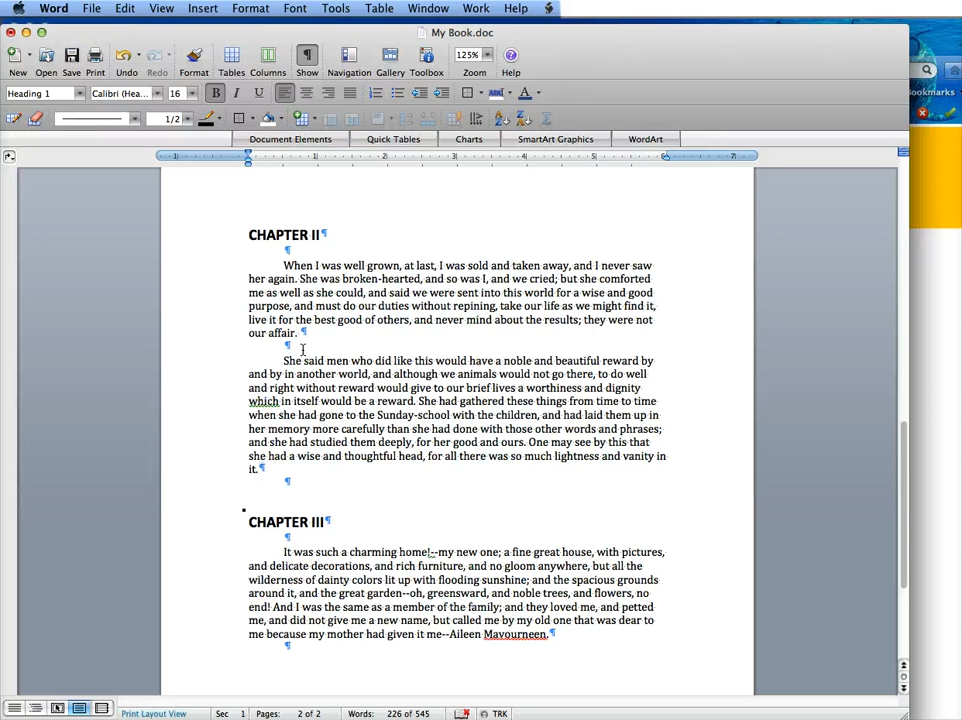 Word File Edit View Insert Format Font Tools Table Window Work Help
My Book.doc
125%
New Open Save Print Undo Redo Format Tables Columns Show Navigation Gallery Toolbox Zoom Help
Bookmarks
Heading 1 Calibri (Hea... 16 B I U
1/2
Document Elements Quick Tables Charts SmartArt Graphics WordArt
1 1 2 3 4 5 6 7
CHAPTER II¶
¶
When I was well grown, at last, I was sold and taken away, and I never saw
her again. She was broken-hearted, and so was I, and we cried; but she comforted
me as well as she could, and said we were sent into this world for a wise and good
purpose, and must do our duties without repining, take our life as we might find it,
live it for the best good of others, and never mind about the results; they were not
our affair. ¶
¶
She said men who did like this would have a noble and beautiful reward by
and by in another world, and although we animals would not go there, to do well
and right without reward would give to our brief lives a worthiness and dignity
which in itself would be a reward. She had gathered these things from time to time
when she had gone to the Sunday-school with the children, and had laid them up in
her memory more carefully than she had done with those other words and phrases;
and she had studied them deeply, for her good and ours. One may see by this that
she had a wise and thoughtful head, for all there was so much lightness and vanity in
it.¶
¶
CHAPTER III¶
¶
It was such a charming home!--my new one; a fine great house, with pictures,
and delicate decorations, and rich furniture, and no gloom anywhere, but all the
wilderness of dainty colors lit up with flooding sunshine; and the spacious grounds
around it, and the great garden--oh, greensward, and noble trees, and flowers, no
end! And I was the same as a member of the family; and they loved me, and petted
me, and did not give me a new name, but called me by my old one that was dear to
me because my mother had given it me--Aileen Mavourneen.¶
¶
Print Layout View Sec 1 Pages: 2 of 2 Words: 226 of 545 TRK